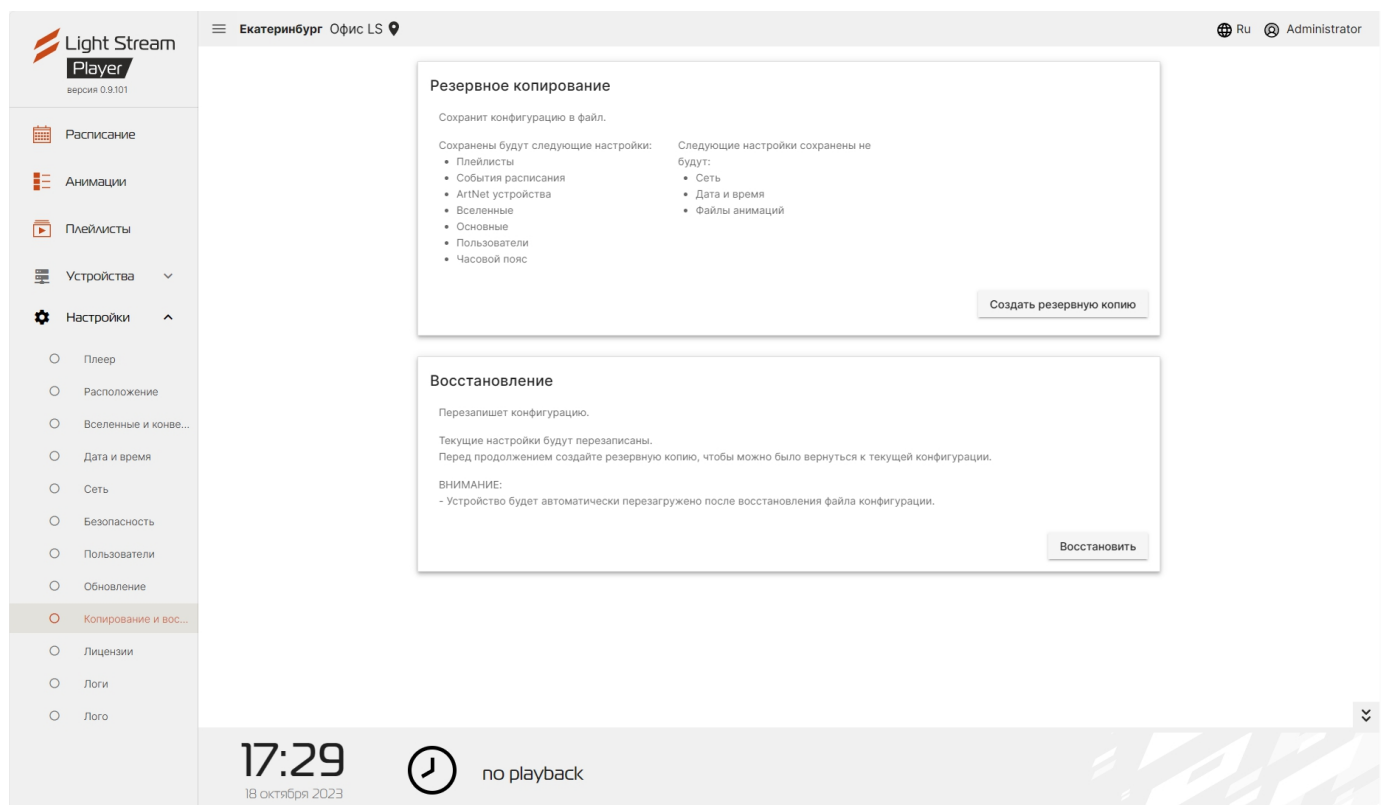 Light Stream
Player
версия 0.9.101
Екатеринбург Офис LS
Ru
Administrator
Расписание
Анимации
Плейлисты
Устройства
Настройки
Плеер
Расположение
Вселенные и конве...
Дата и время
Сеть
Безопасность
Пользователи
Обновление
Копирование и вос...
Лицензии
Логи
Лого
Резервное копирование
Сохранит конфигурацию в файл.
Сохранены будут следующие настройки:
• Плейлисты
• События расписания
• ArtNet устройства
• Вселенные
• Основные
• Пользователи
• Часовой пояс
Следующие настройки сохранены не
будут:
• Сеть
• Дата и время
• Файлы анимаций
Создать резервную копию
Восстановление
Перезапишет конфигурацию.
Текущие настройки будут перезаписаны.
Перед продолжением создайте резервную копию, чтобы можно было вернуться к текущей конфигурации.
ВНИМАНИЕ:
- Устройство будет автоматически перезагружено после восстановления файла конфигурации.
Восстановить
17:29
18 октября 2023
no playback